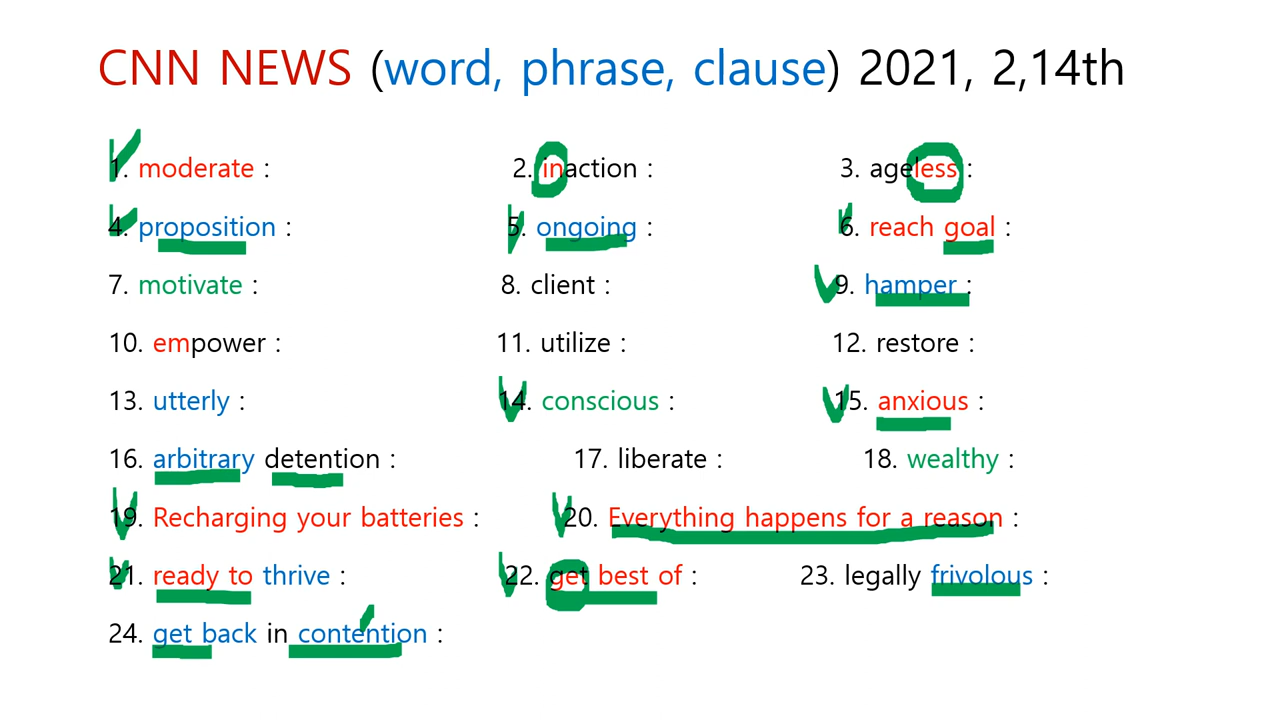 CNN NEWS (word, phrase, clause) 2021, 2,14th
1. moderate : 2. inaction : 3. ageless :
4. proposition : 5. ongoing : 6. reach goal :
7. motivate : 8. client : 9. hamper :
10. empower : 11. utilize : 12. restore :
13. utterly : 14. conscious : 15. anxious :
16. arbitrary detention : 17. liberate : 18. wealthy :
19. Recharging your batteries : 20. Everything happens for a reason :
21. ready to thrive : 22. get best of : 23. legally frivolous :
24. get back in contention :